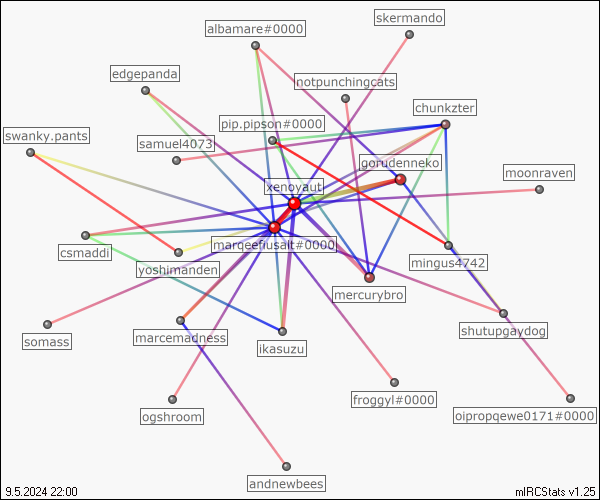 skermando
albamare#0000
edgepanda
notpunchingcats
chunkzter
pip.pipson#0000
swanky.pants
samuel4073
gorudenneko
moonraven
xenovaut
marqeefusalt#0000
csmaddi
yoshimanden
mingus4742
mercurybro
shutupgaydog
somass
marcemadness
ikasuzu
froggyl#0000
ogshroom
oipropqewe0171#0000
andnewbees
9.5.2024 22:00
mIRCStats v1.25